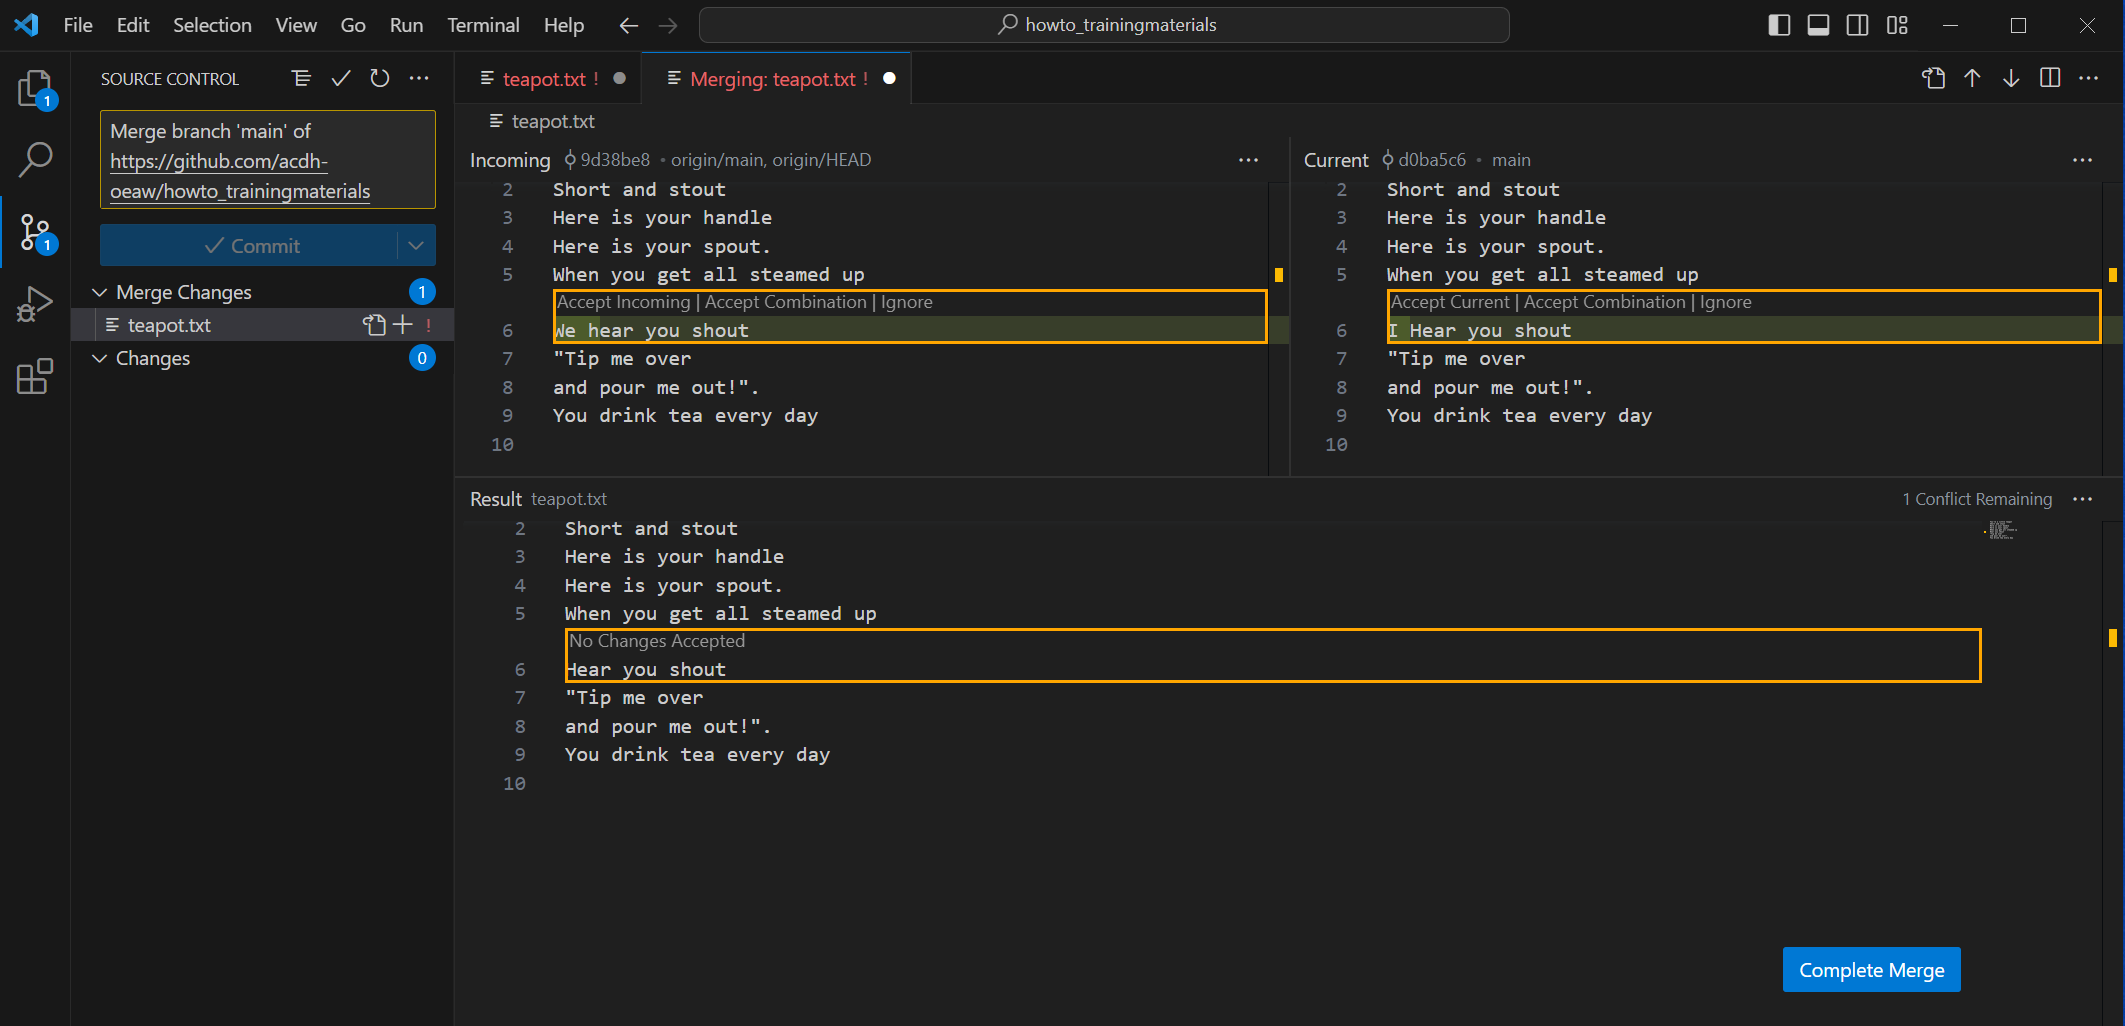 File Edit Selection View Go Run Terminal Help howto_trainingmaterials
SOURCE CONTROL
1
1
Merge branch 'main' of
https://github.com/acdh-
oeaw/howto_trainingmaterials
Commit
Merge Changes 1
teapot.txt !
Changes 0
teapot.txt ! Merging: teapot.txt !
teapot.txt
Incoming 9d38be8 • origin/main, origin/HEAD
2 Short and stout
3 Here is your handle
4 Here is your spout.
5 When you get all steamed up
Accept Incoming | Accept Combination | Ignore
6 We hear you shout
7 "Tip me over
8 and pour me out!".
9 You drink tea every day
10
Current d0ba5c6 • main
2 Short and stout
3 Here is your handle
4 Here is your spout.
5 When you get all steamed up
Accept Current | Accept Combination | Ignore
6 I Hear you shout
7 "Tip me over
8 and pour me out!".
9 You drink tea every day
10
Result teapot.txt 1 Conflict Remaining
2 Short and stout
3 Here is your handle
4 Here is your spout.
5 When you get all steamed up
No Changes Accepted
6 Hear you shout
7 "Tip me over
8 and pour me out!".
9 You drink tea every day
10
Complete Merge